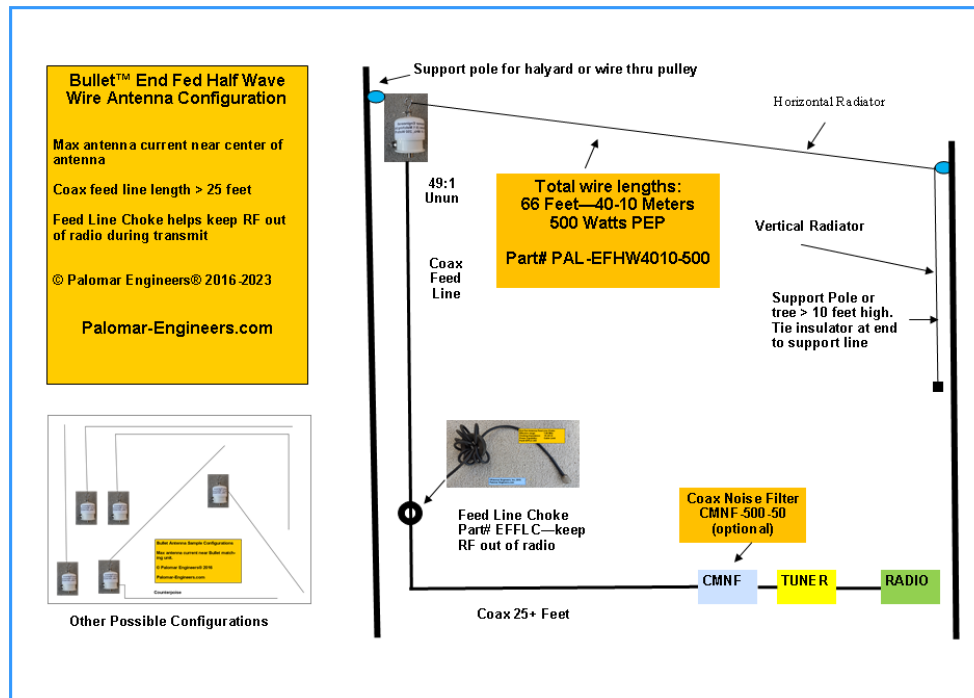 Bullet™ End Fed Half Wave
Wire Antenna Configuration
Max antenna current near center of
antenna
Coax feed line length > 25 feet
Feed Line Choke helps keep RF out
of radio during transmit
© Palomar Engineers® 2016-2023
Palomar-Engineers.com
Support pole for halyard or wire thru pulley
Horizontal Radiator
49:1
Unun
Total wire lengths:
66 Feet—40-10 Meters
500 Watts PEP
Part# PAL-EFHW4010-500
Vertical Radiator
Coax
Feed
Line
Support Pole or
tree > 10 feet high.
Tie insulator at end
to support line
Bullet Antenna Sample Configurations
Max antenna current near Bullet match-
ing unit.
© Palomar Engineers® 2016
Palomar-Engineers.com
Counterpoise
Other Possible Configurations
Feed Line Choke
Part# EFFLC—keep
RF out of radio
Coax Noise Filter
CMNF-500-50
(optional)
CMNF
TUNER
RADIO
Coax 25+ Feet